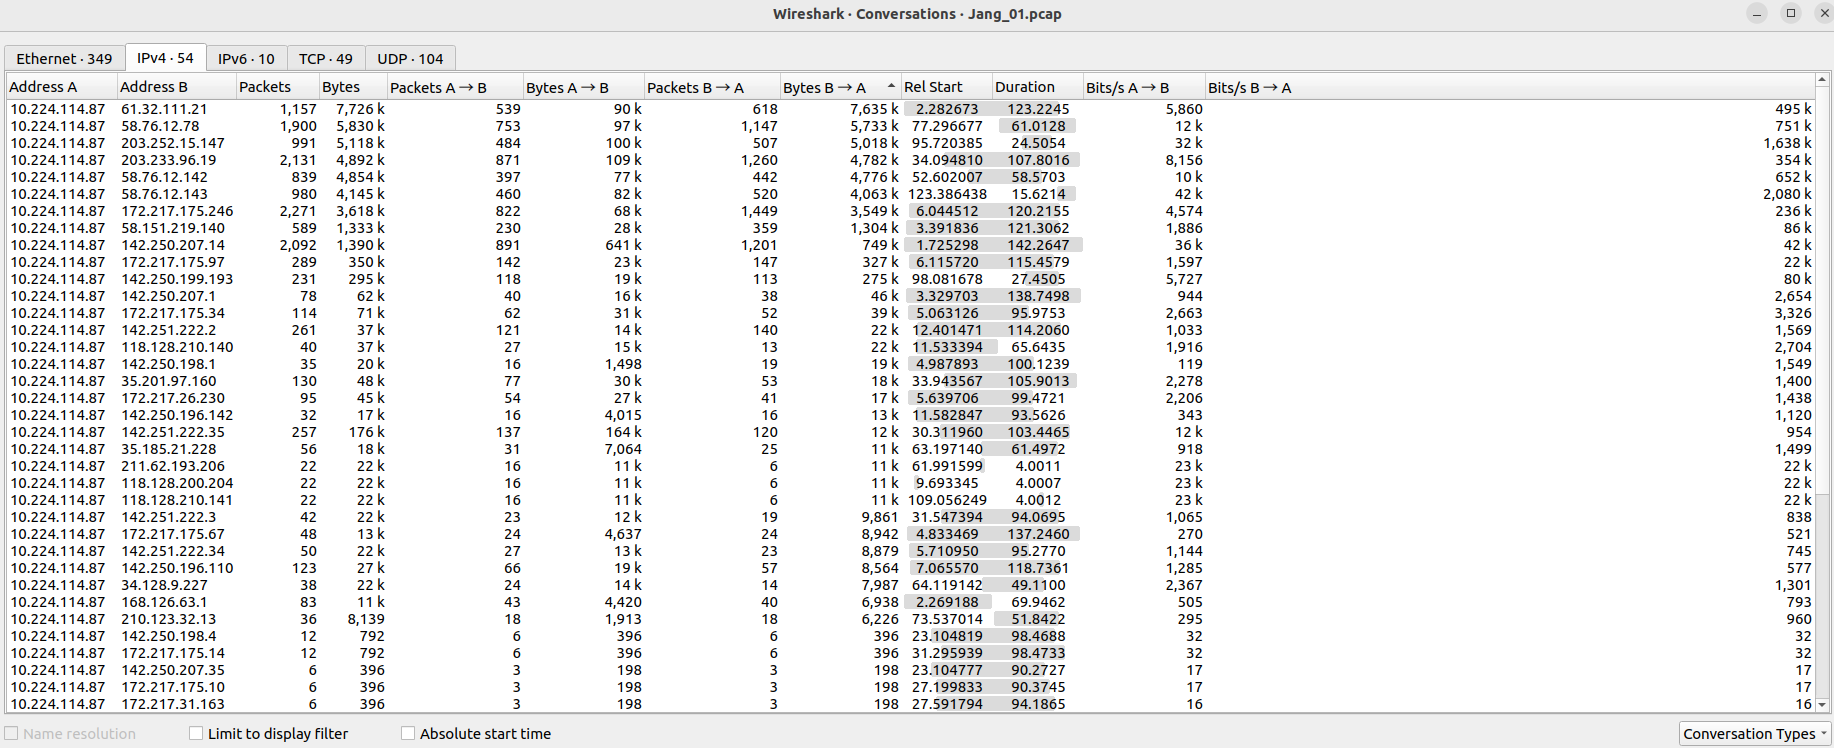 Wireshark · Conversations · Jang_01.pcap
Ethernet · 349 IPv4 · 54 IPv6 · 10 TCP · 49 UDP · 104
Address A Address B Packets Bytes Packets A → B Bytes A → B Packets B → A Bytes B → A Rel Start Duration Bits/s A → B Bits/s B → A
10.224.114.87 61.32.111.21 1,157 7,726 k 539 90 k 618 7,635 k 2.282673 123.2245 5,860 495 k
10.224.114.87 58.76.12.78 1,900 5,830 k 753 97 k 1,147 5,733 k 77.296677 61.0128 12 k 751 k
10.224.114.87 203.252.15.147 991 5,118 k 484 100 k 507 5,018 k 95.720385 24.5054 32 k 1,638 k
10.224.114.87 203.233.96.19 2,131 4,892 k 871 109 k 1,260 4,782 k 34.094810 107.8016 8,156 354 k
10.224.114.87 58.76.12.142 839 4,854 k 397 77 k 442 4,776 k 52.602007 58.5703 10 k 652 k
10.224.114.87 58.76.12.143 980 4,145 k 460 82 k 520 4,063 k 123.386438 15.6214 42 k 2,080 k
10.224.114.87 172.217.175.246 2,271 3,618 k 822 68 k 1,449 3,549 k 6.044512 120.2155 4,574 236 k
10.224.114.87 58.151.219.140 589 1,333 k 230 28 k 359 1,304 k 3.391836 121.3062 1,886 86 k
10.224.114.87 142.250.207.14 2,092 1,390 k 891 641 k 1,201 749 k 1.725298 142.2647 36 k 42 k
10.224.114.87 172.217.175.97 289 350 k 142 23 k 147 327 k 6.115720 115.4579 1,597 22 k
10.224.114.87 142.250.199.193 231 295 k 118 19 k 113 275 k 98.081678 27.4505 5,727 80 k
10.224.114.87 142.250.207.1 78 62 k 40 16 k 38 46 k 3.329703 138.7498 944 2,654
10.224.114.87 172.217.175.34 114 71 k 62 31 k 52 39 k 5.063126 95.9753 2,663 3,326
10.224.114.87 142.251.222.2 261 37 k 121 14 k 140 22 k 12.401471 114.2060 1,033 1,569
10.224.114.87 118.128.210.140 40 37 k 27 15 k 13 22 k 11.533394 65.6435 1,916 2,704
10.224.114.87 142.250.198.1 35 20 k 16 1,498 19 19 k 4.987893 100.1239 119 1,549
10.224.114.87 35.201.97.160 130 48 k 77 30 k 53 18 k 33.943567 105.9013 2,278 1,400
10.224.114.87 172.217.26.230 95 45 k 54 27 k 41 17 k 5.639706 99.4721 2,206 1,438
10.224.114.87 142.250.196.142 32 17 k 16 4,015 16 13 k 11.582847 93.5626 343 1,120
10.224.114.87 142.251.222.35 257 176 k 137 164 k 120 12 k 30.311960 103.4465 12 k 954
10.224.114.87 35.185.21.228 56 18 k 31 7,064 25 11 k 63.197140 61.4972 918 1,499
10.224.114.87 211.62.193.206 22 22 k 16 11 k 6 11 k 61.991599 4.0011 23 k 22 k
10.224.114.87 118.128.200.204 22 22 k 16 11 k 6 11 k 9.693345 4.0007 23 k 22 k
10.224.114.87 118.128.210.141 22 22 k 16 11 k 6 11 k 109.056249 4.0012 23 k 22 k
10.224.114.87 142.251.222.3 42 22 k 23 12 k 19 9,861 31.547394 94.0695 1,065 838
10.224.114.87 172.217.175.67 48 13 k 24 4,637 24 8,942 4.833469 137.2460 270 521
10.224.114.87 142.251.222.34 50 22 k 27 13 k 23 8,879 5.710950 95.2770 1,144 745
10.224.114.87 142.250.196.110 123 27 k 66 19 k 57 8,564 7.065570 118.7361 1,285 577
10.224.114.87 34.128.9.227 38 22 k 24 14 k 14 7,987 64.119142 49.1100 2,367 1,301
10.224.114.87 168.126.63.1 83 11 k 43 4,420 40 6,938 2.269188 69.9462 505 793
10.224.114.87 210.123.32.13 36 8,139 18 1,913 18 6,226 73.537014 51.8422 295 960
10.224.114.87 142.250.198.4 12 792 6 396 6 396 23.104819 98.4688 32 32
10.224.114.87 172.217.175.14 12 792 6 396 6 396 31.295939 98.4733 32 32
10.224.114.87 142.250.207.35 6 396 3 198 3 198 23.104777 90.2727 17 17
10.224.114.87 172.217.175.10 6 396 3 198 3 198 27.199833 90.3745 17 17
10.224.114.87 172.217.31.163 6 396 3 198 3 198 27.591794 94.1865 16 16
Name resolution Limit to display filter Absolute start time Conversation Types